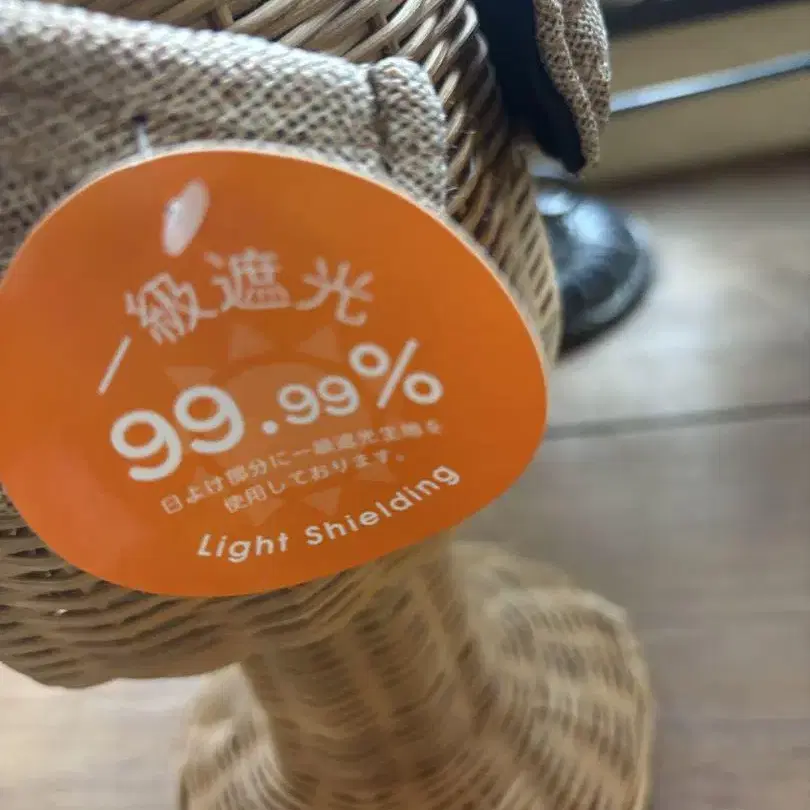 一級遮光
99.99%
日よけ部分に一級遮光生地を
使用しております。
Light Shielding